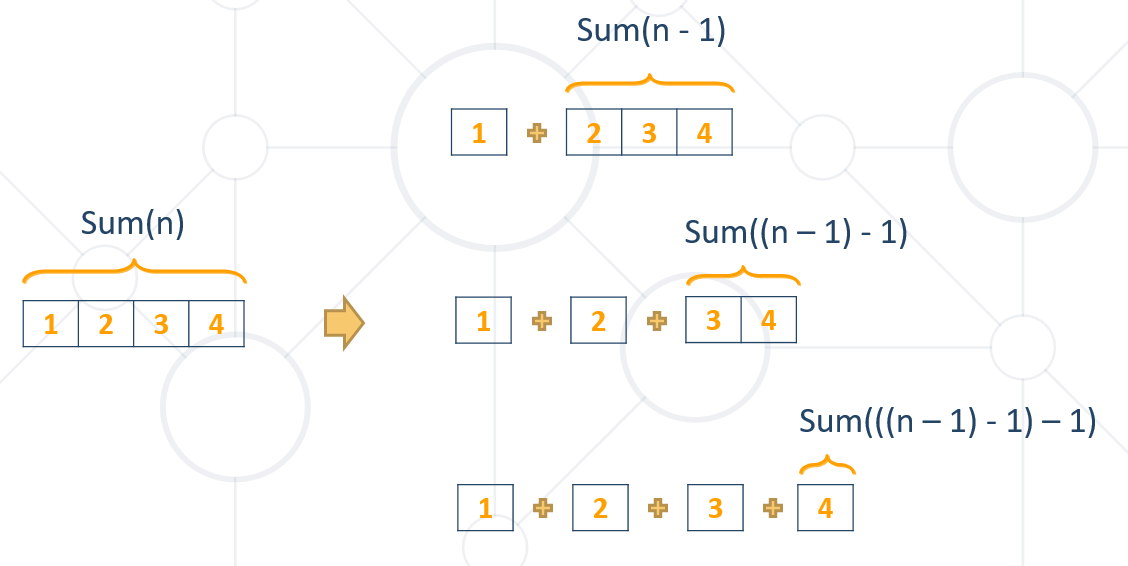 Sum(n - 1)
1 + 2 3 4
Sum(n)
1 2 3 4
Sum((n – 1) - 1)
1 + 2 + 3 4
Sum(((n – 1) - 1) – 1)
1 + 2 + 3 + 4